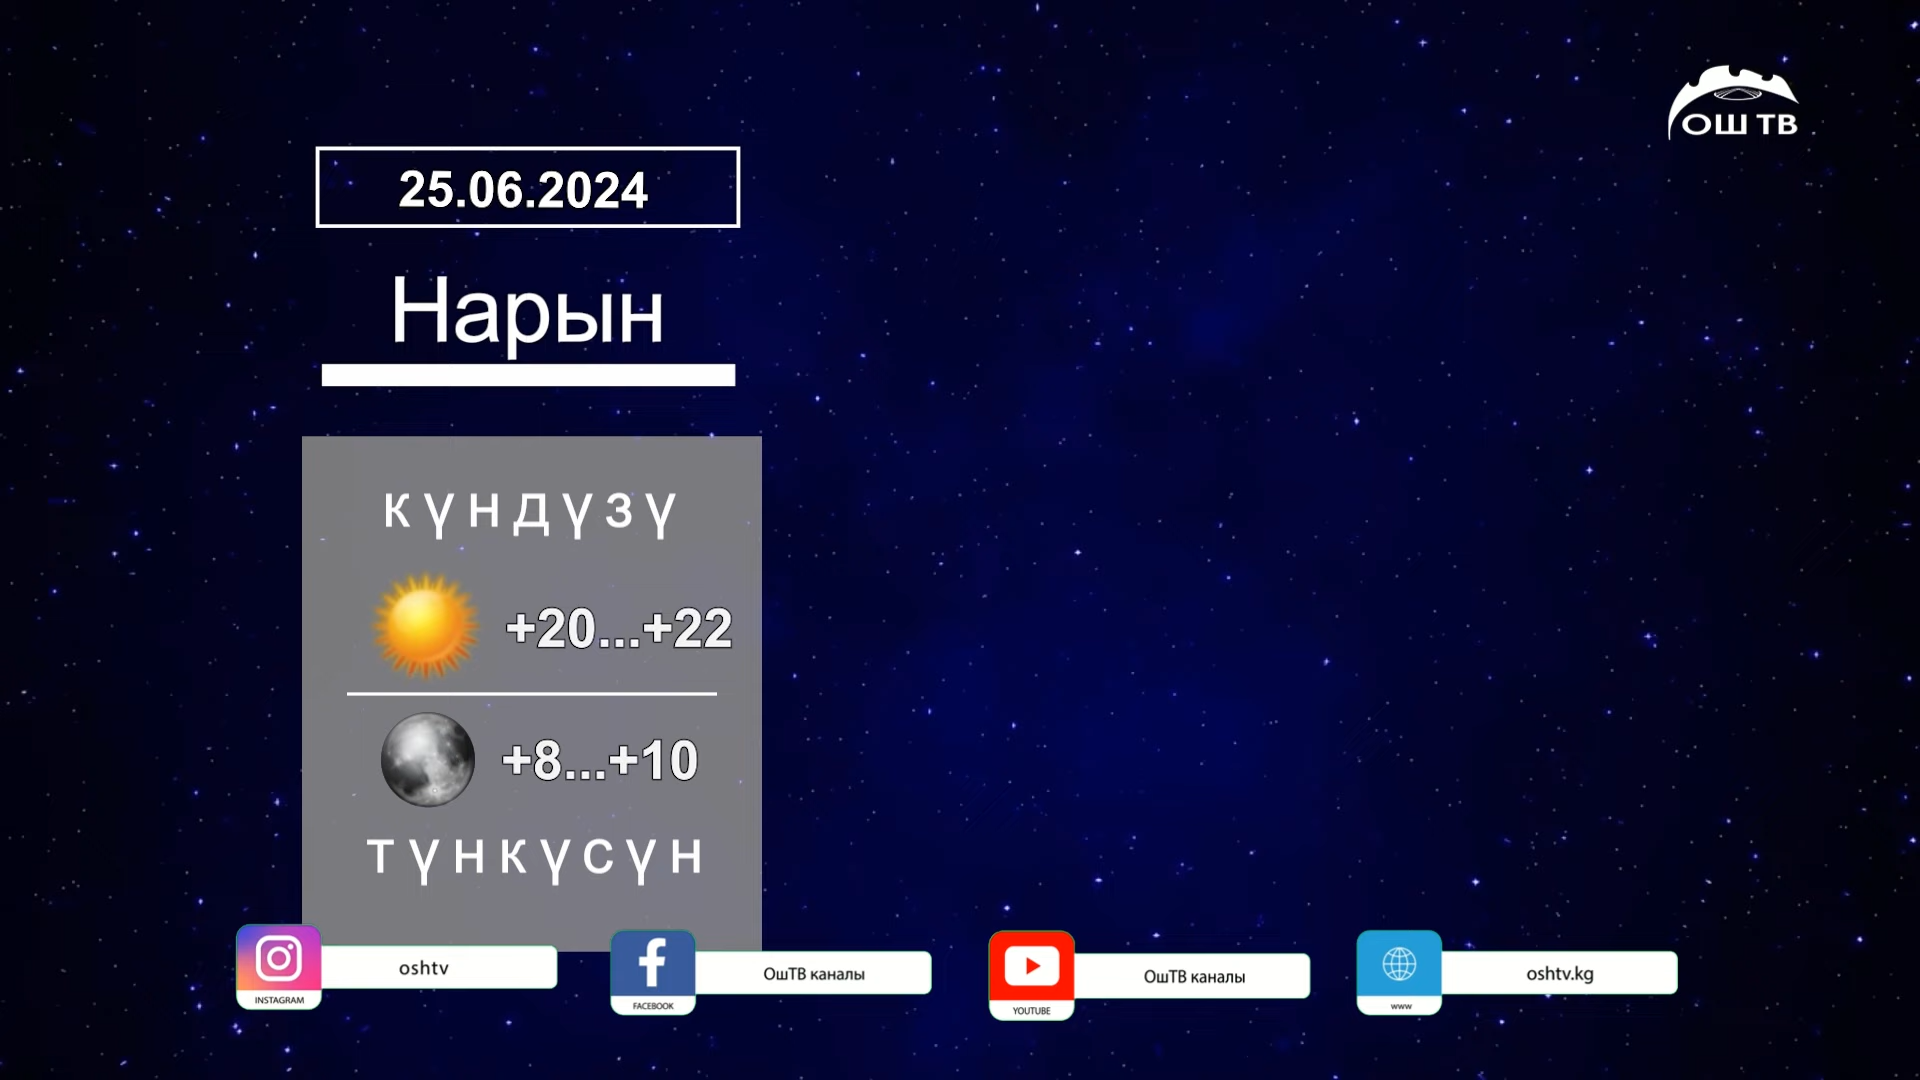 ОШ ТВ
25.06.2024
Нарын
күндүзү
+20...+22
+8...+10
түнкүсүн
oshtv
INSTAGRAM
ОшТВ каналы
FACEBOOK
ОшТВ каналы
YOUTUBE
oshtv.kg
www